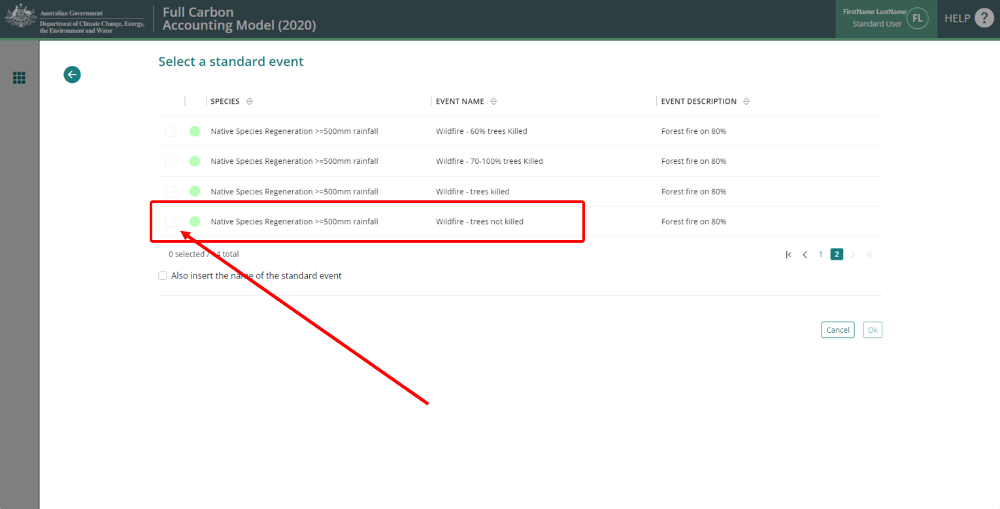 Australian Government
Department of Climate Change, Energy,
the Environment and Water
Full Carbon
Accounting Model (2020)
FirstName LastName
Standard User
FL
HELP ?
Select a standard event
SPECIES EVENT NAME EVENT DESCRIPTION
Native Species Regeneration >=500mm rainfall Wildfire - 60% trees Killed Forest fire on 80%
Native Species Regeneration >=500mm rainfall Wildfire - 70-100% trees Killed Forest fire on 80%
Native Species Regeneration >=500mm rainfall Wildfire - trees killed Forest fire on 80%
Native Species Regeneration >=500mm rainfall Wildfire - trees not killed Forest fire on 80%
0 selected / 14 total 1 2
Also insert the name of the standard event
Cancel Ok